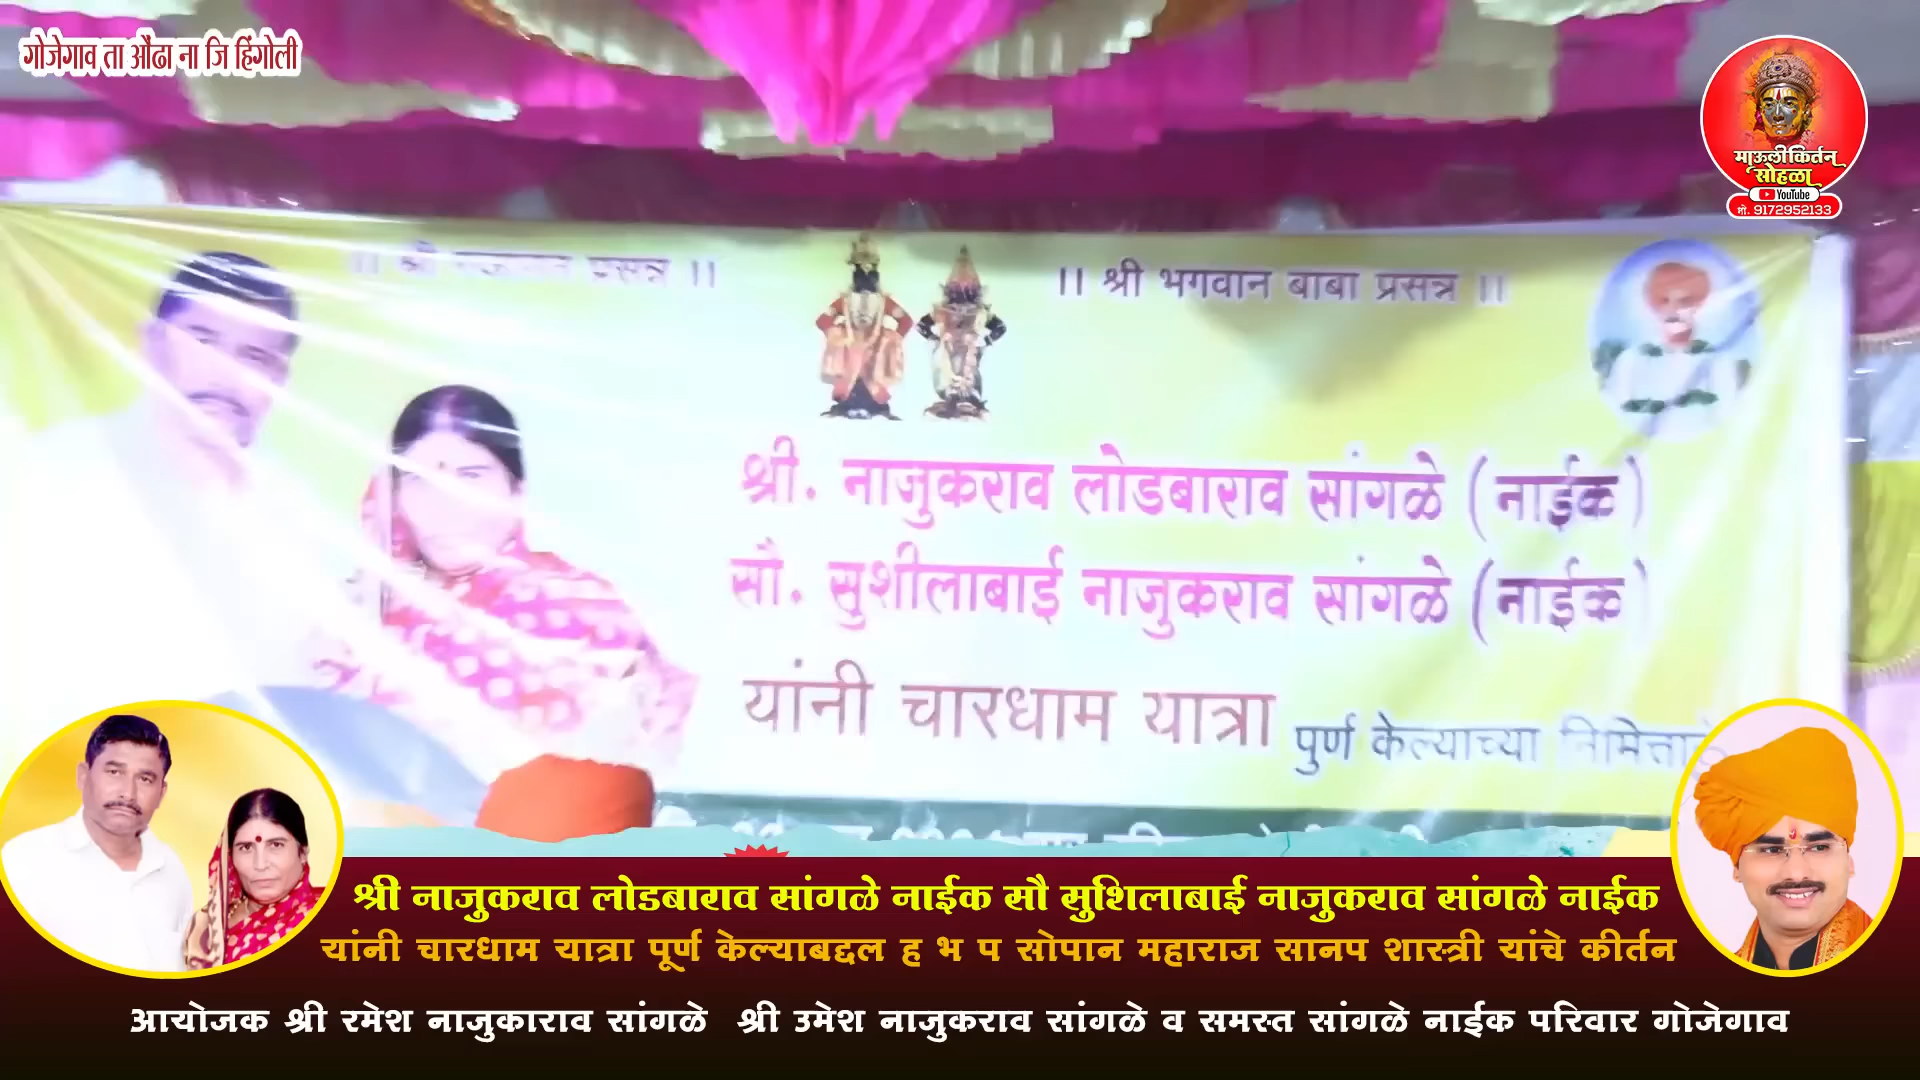 गोजेगाव ता औढा ना जि हिंगोली
माऊली किर्तन
सोहळा
YouTube
मो. 9172952133
।। श्री प्रसन्न ।।
।। श्री भगवान बाबा प्रसन्न ।।
श्री. नाजुकराव लोडबाराव सांगळे (नाईक)
सौ. सुशीलाबाई नाजुकराव सांगळे (नाईक)
यांनी चारधाम यात्रा पुर्ण केल्याच्या
श्री नाजुकराव लोडबाराव सांगळे नाईक सौ सुशिलाबाई नाजुकराव सांगळे नाईक
यांनी चारधाम यात्रा पूर्ण केल्याबद्दल ह भ प सोपान महाराज सानप शास्त्री यांचे कीर्तन
आयोजक श्री रमेश नाजुकाराव सांगळे श्री उमेश नाजुकराव सांगळे व समस्त सांगळे नाईक परिवार गोजेगाव